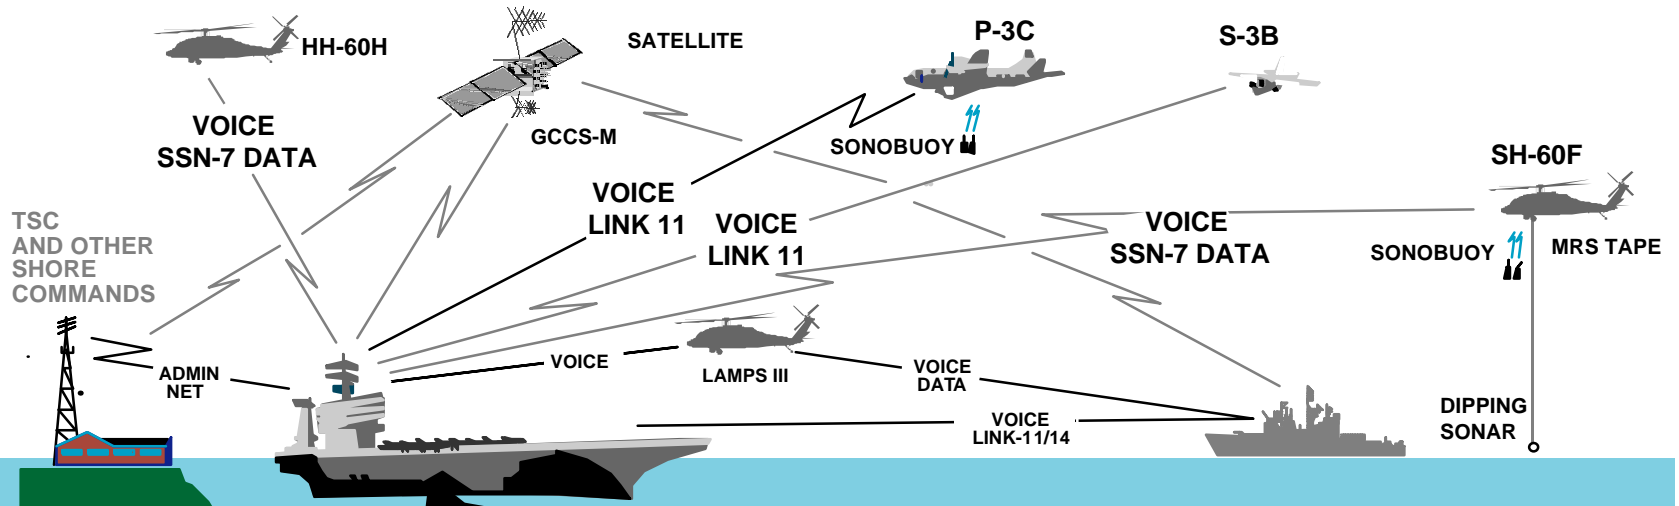 HH-60H
SATELLITE
P-3C
S-3B
VOICE
SSN-7 DATA
GCCS-M
SONOBUOY
SH-60F
VOICE
LINK 11
VOICE
LINK 11
VOICE
SSN-7 DATA
TSC
AND OTHER
SHORE
COMMANDS
SONOBUOY
MRS TAPE
ADMIN
NET
VOICE
LAMPS III
VOICE
DATA
VOICE
LINK-11/14
DIPPING
SONAR